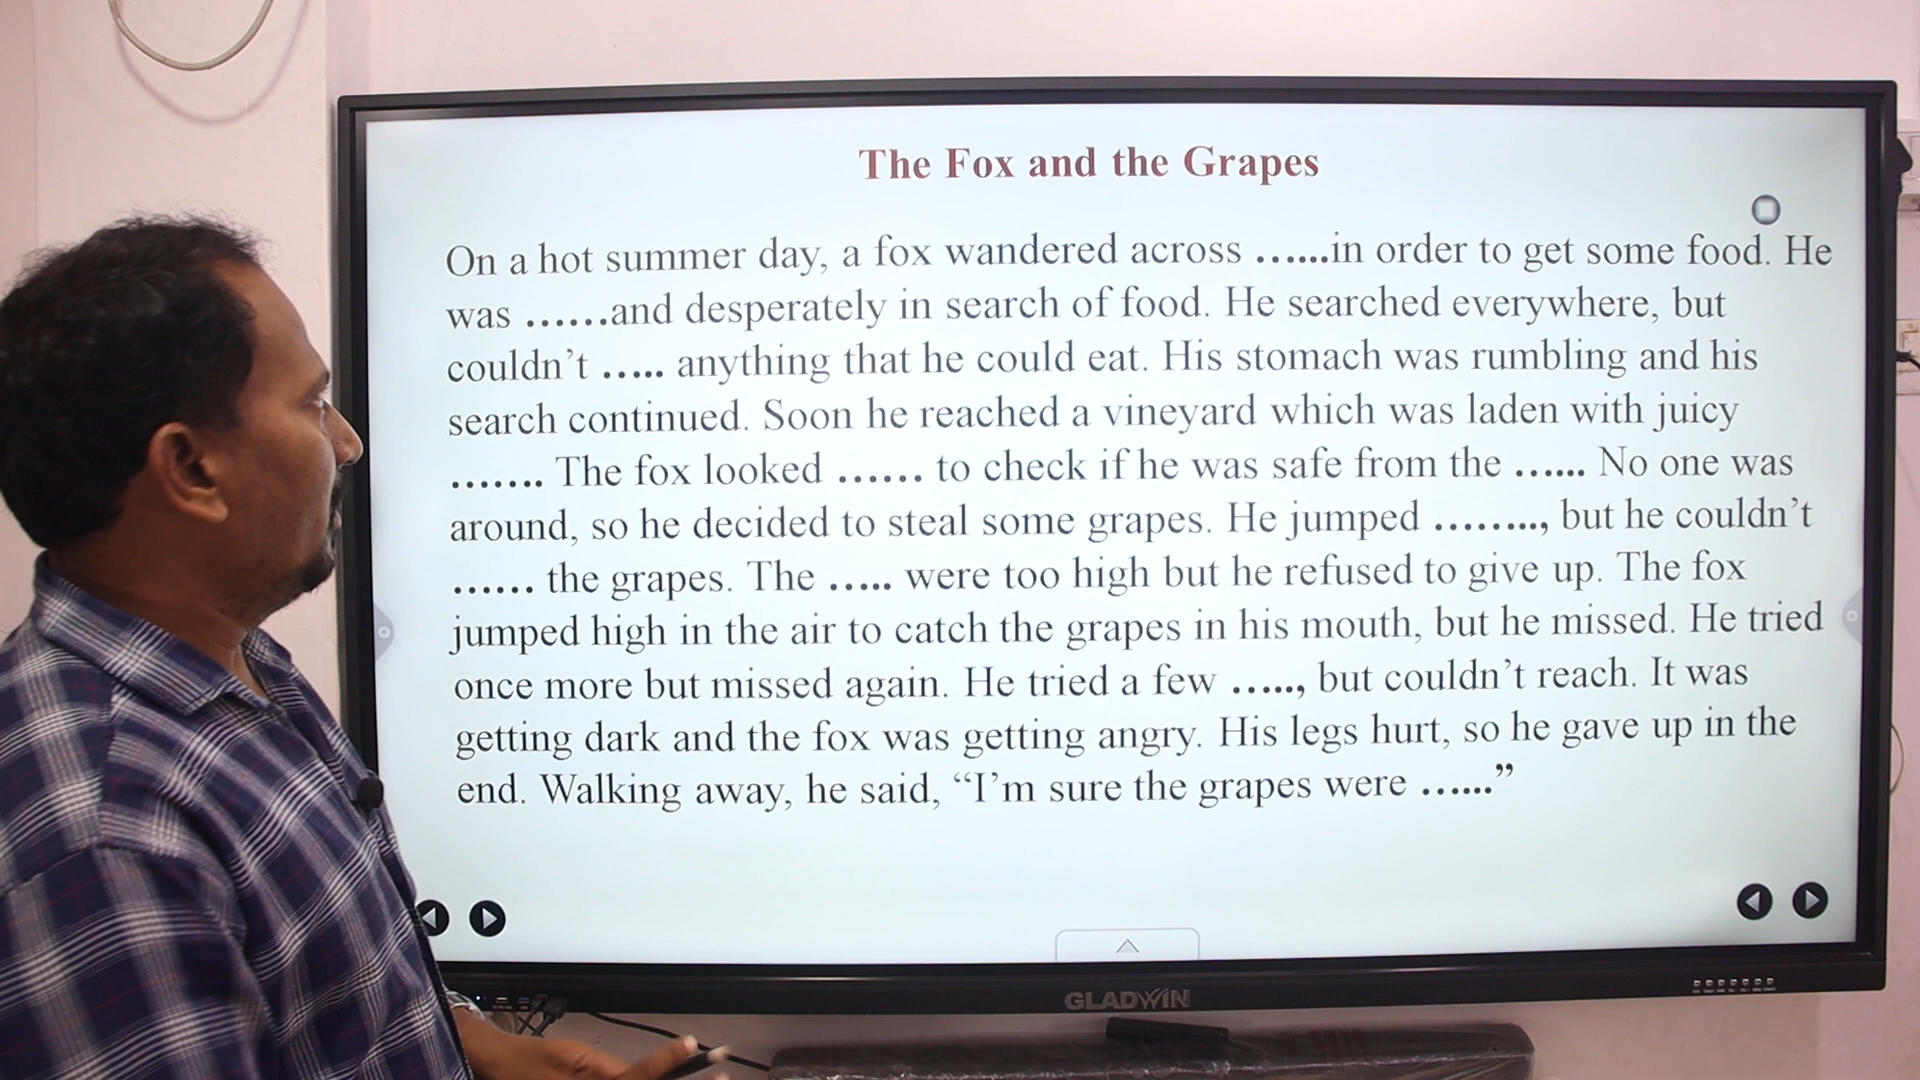 The Fox and the Grapes
On a hot summer day, a fox wandered across ......in order to get some food. He
was ......and desperately in search of food. He searched everywhere, but
couldn't ..... anything that he could eat. His stomach was rumbling and his
search continued. Soon he reached a vineyard which was laden with juicy
....... The fox looked ...... to check if he was safe from the ...... No one was
around, so he decided to steal some grapes. He jumped ........, but he couldn't
...... the grapes. The ..... were too high but he refused to give up. The fox
jumped high in the air to catch the grapes in his mouth, but he missed. He tried
once more but missed again. He tried a few ....., but couldn't reach. It was
getting dark and the fox was getting angry. His legs hurt, so he gave up in the
end. Walking away, he said, “I'm sure the grapes were ......”
GLADWIN